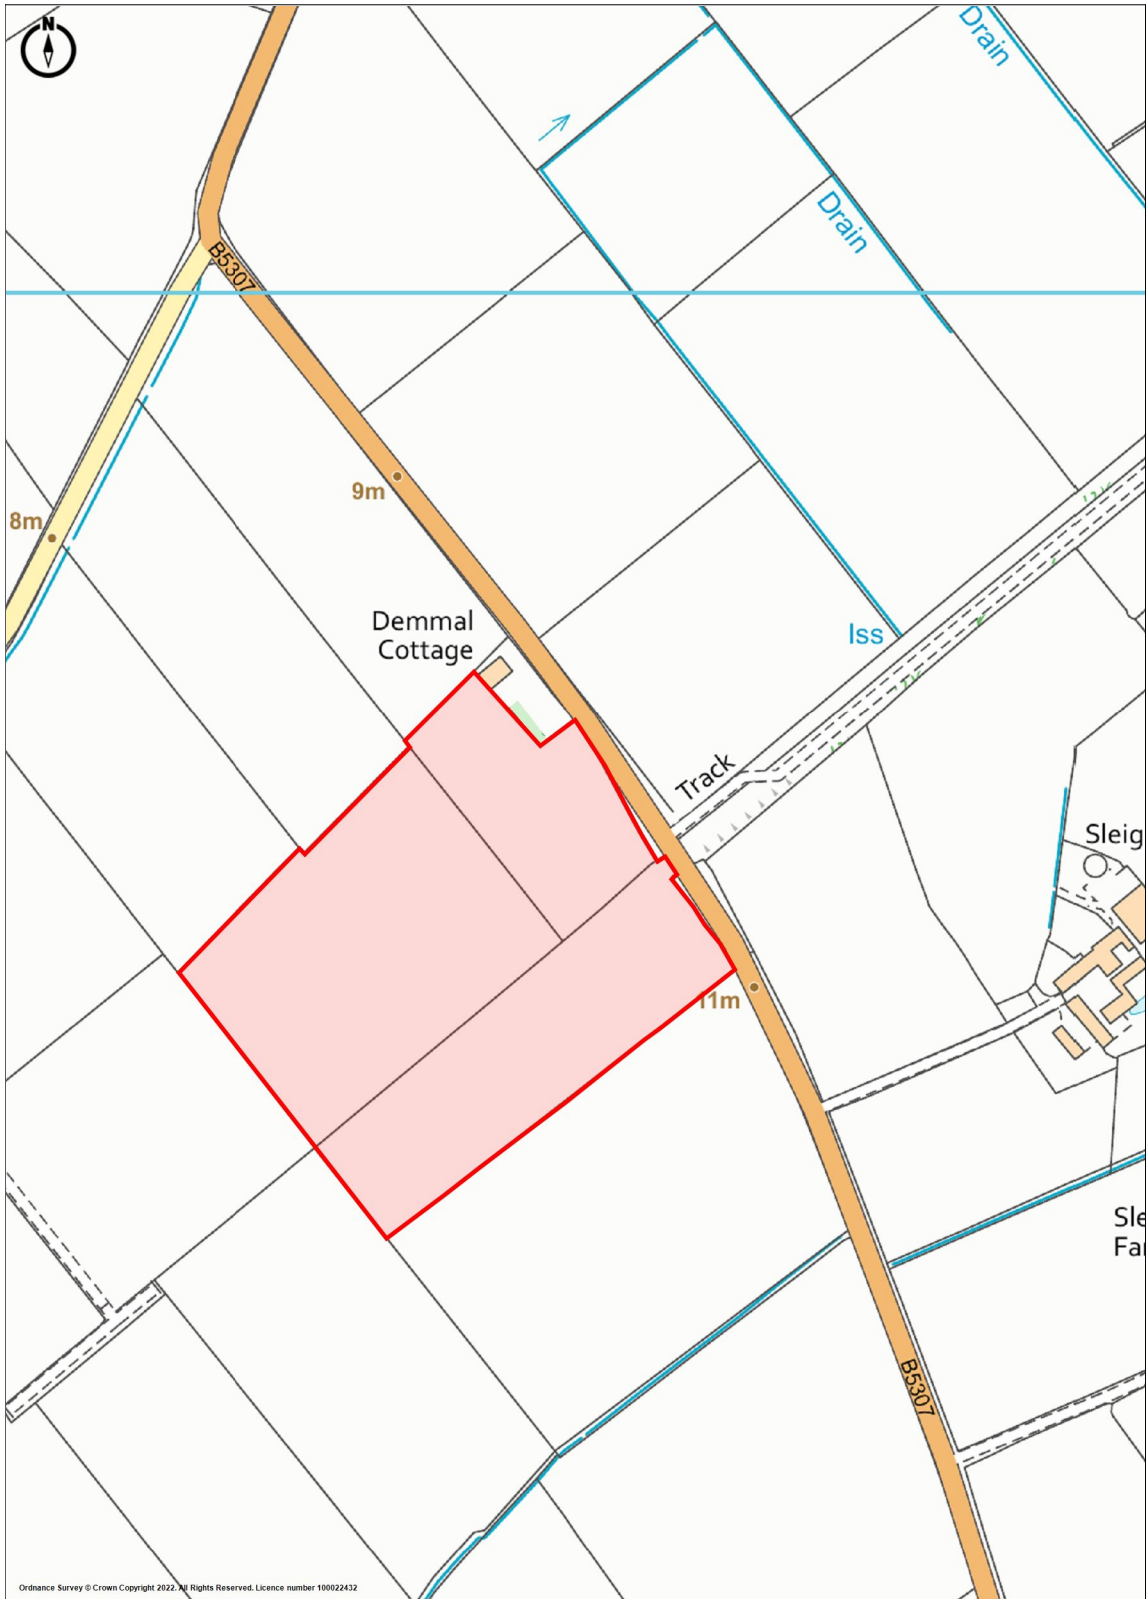 N
Drain
Drain
B5307
9m
8m
Demmal
Cottage
Iss
Track
Sleig
11m
Sle
Fa
B5307
Ordnance Survey © Crown Copyright 2022. All Rights Reserved. Licence number 100022432